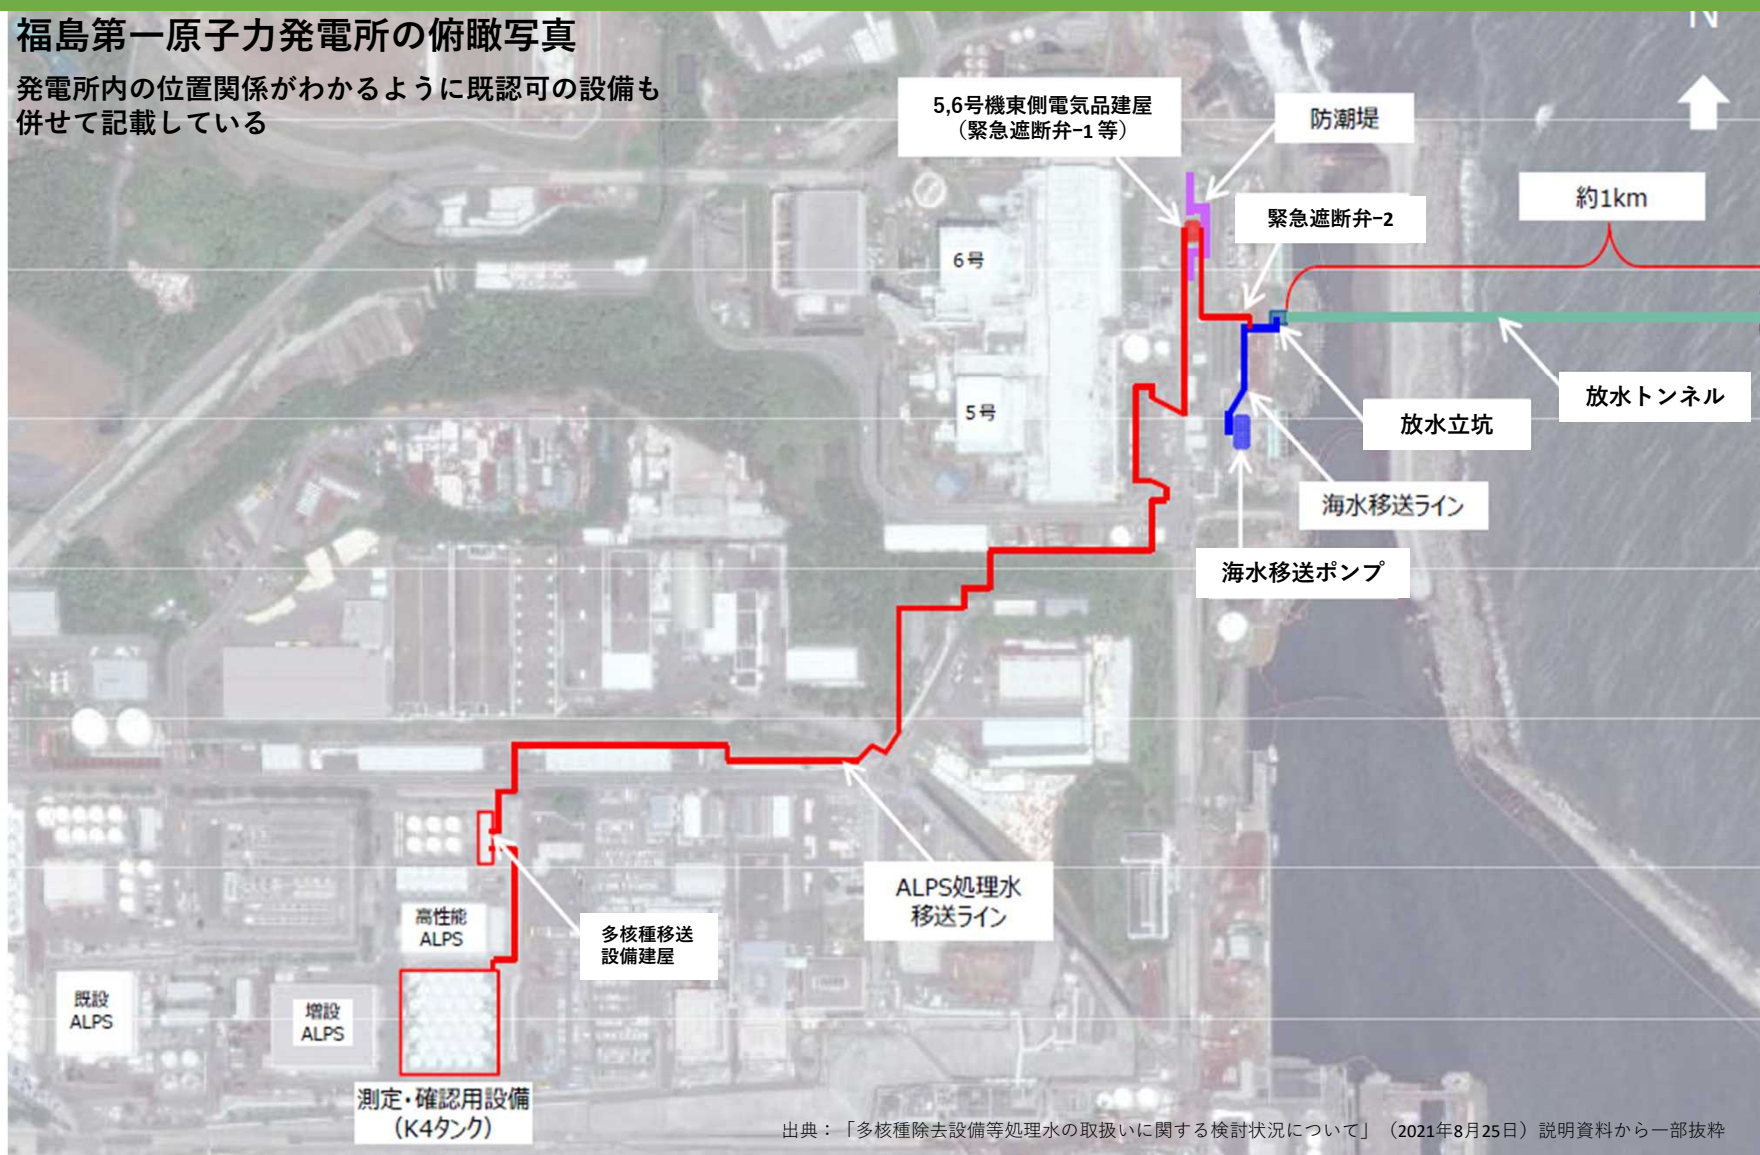 福島第一原子力発電所の俯瞰写真
発電所内の位置関係がわかるように既認可の設備も
併せて記載している
N
5,6号機東側電気品建屋
（緊急遮断弁-1 等）
防潮堤
緊急遮断弁-2
約1km
6号
5号
放水トンネル
放水立坑
海水移送ライン
海水移送ポンプ
ALPS処理水
移送ライン
多核種移送
設備建屋
高性能
ALPS
既設
ALPS
増設
ALPS
測定・確認用設備
(K4タンク)
出典：「多核種除去設備等処理水の取扱いに関する検討状況について」（2021年8月25日）説明資料から一部抜粋